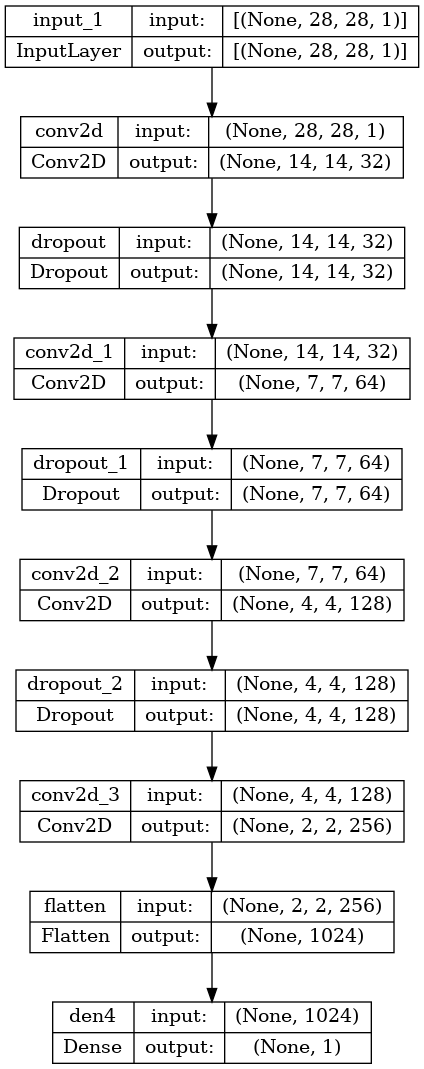 input_1 input: [(None, 28, 28, 1)]
InputLayer output: [(None, 28, 28, 1)]
conv2d input: (None, 28, 28, 1)
Conv2D output: (None, 14, 14, 32)
dropout input: (None, 14, 14, 32)
Dropout output: (None, 14, 14, 32)
conv2d_1 input: (None, 14, 14, 32)
Conv2D output: (None, 7, 7, 64)
dropout_1 input: (None, 7, 7, 64)
Dropout output: (None, 7, 7, 64)
conv2d_2 input: (None, 7, 7, 64)
Conv2D output: (None, 4, 4, 128)
dropout_2 input: (None, 4, 4, 128)
Dropout output: (None, 4, 4, 128)
conv2d_3 input: (None, 4, 4, 128)
Conv2D output: (None, 2, 2, 256)
flatten input: (None, 2, 2, 256)
Flatten output: (None, 1024)
den4 input: (None, 1024)
Dense output: (None, 1)